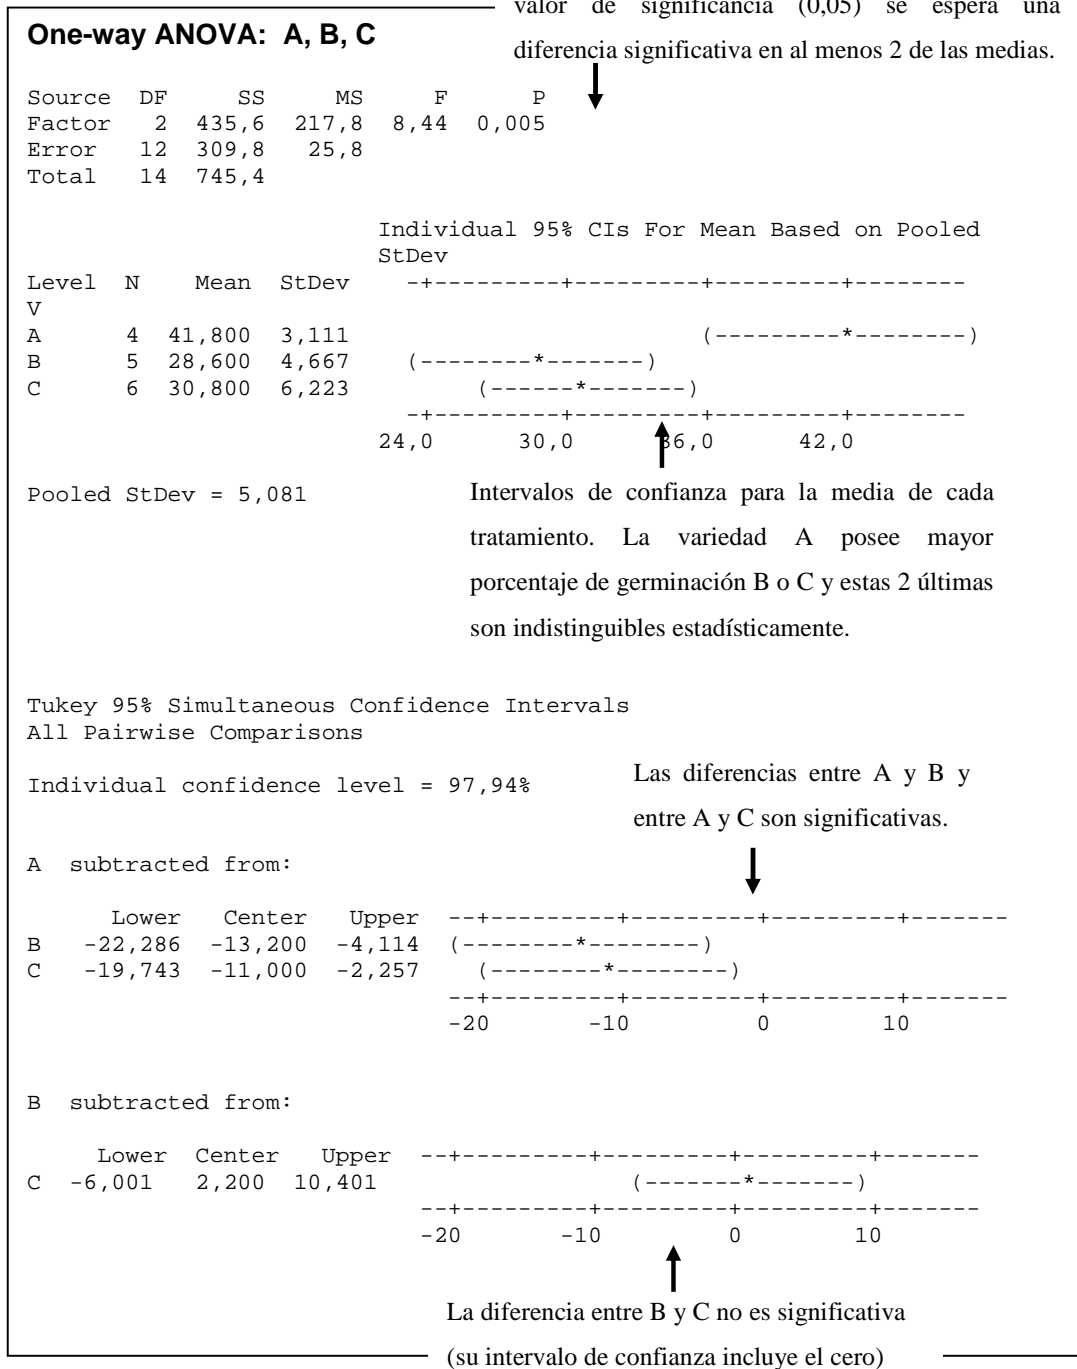 valor de significancia (0,05) se espera una
diferencia significativa en al menos 2 de las medias.
One-way ANOVA: A, B, C
Source DF SS MS F P
Factor 2 435,6 217,8 8,44 0,005
Error 12 309,8 25,8
Total 14 745,4
Individual 95% CIs For Mean Based on Pooled
StDev
Level N Mean StDev -+---------+---------+---------+--------
V
A 4 41,800 3,111 (---------*--------)
B 5 28,600 4,667 (--------*-------)
C 6 30,800 6,223 (------*-------)
-+---------+---------+---------+--------
24,0 30,0 36,0 42,0
Pooled StDev = 5,081
Intervalos de confianza para la media de cada
tratamiento. La variedad A posee mayor
porcentaje de germinación B o C y estas 2 últimas
son indistinguibles estadísticamente.
Tukey 95% Simultaneous Confidence Intervals
All Pairwise Comparisons
Individual confidence level = 97,94%
Las diferencias entre A y B y
entre A y C son significativas.
A subtracted from:
Lower Center Upper --+---------+---------+---------+-------
B -22,286 -13,200 -4,114 (--------*--------)
C -19,743 -11,000 -2,257 (--------*--------)
--+---------+---------+---------+-------
-20 -10 0 10
B subtracted from:
Lower Center Upper --+---------+---------+---------+-------
C -6,001 2,200 10,401 (-------*-------)
--+---------+---------+---------+-------
-20 -10 0 10
La diferencia entre B y C no es significativa
(su intervalo de confianza incluye el cero)